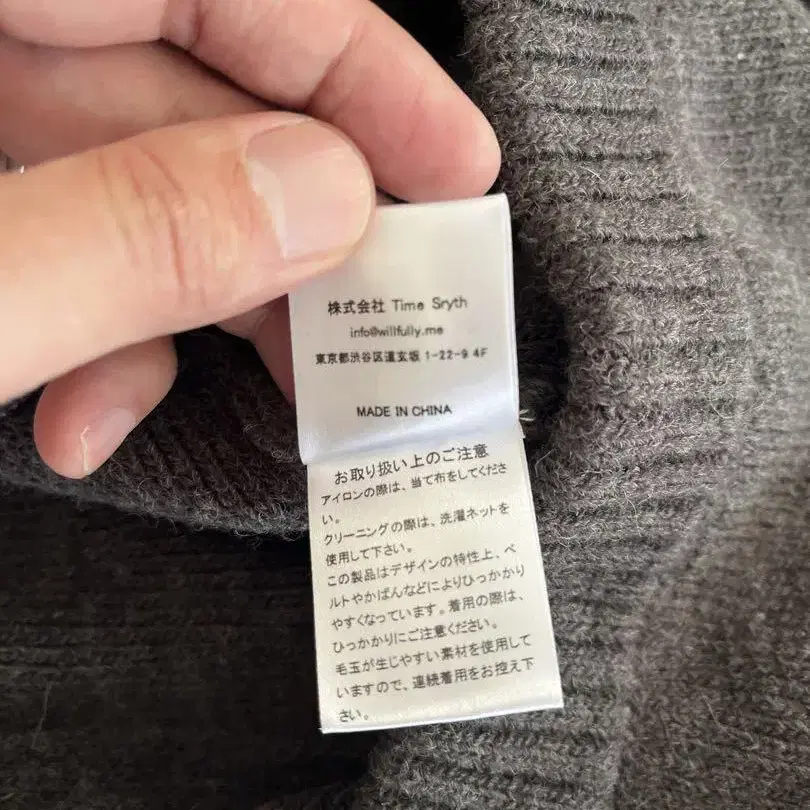 株式会社 Time Sryth
info@willfully.me
東京都渋谷区道玄坂 1-22-9 4F
MADE IN CHINA
お取り扱い上のご注意
アイロンの際は、当て布をしてくださ
い。
クリーニングの際は、洗濯ネットを
使用して下さい。
この製品はデザインの特性上、ベ
ルトやかばんなどによりひっかかり
やすくなっています。着用の際は、
ひっかかりにご注意ください。
毛玉が生じやすい素材を使用して
いますので、連続着用をお控え下
さい。